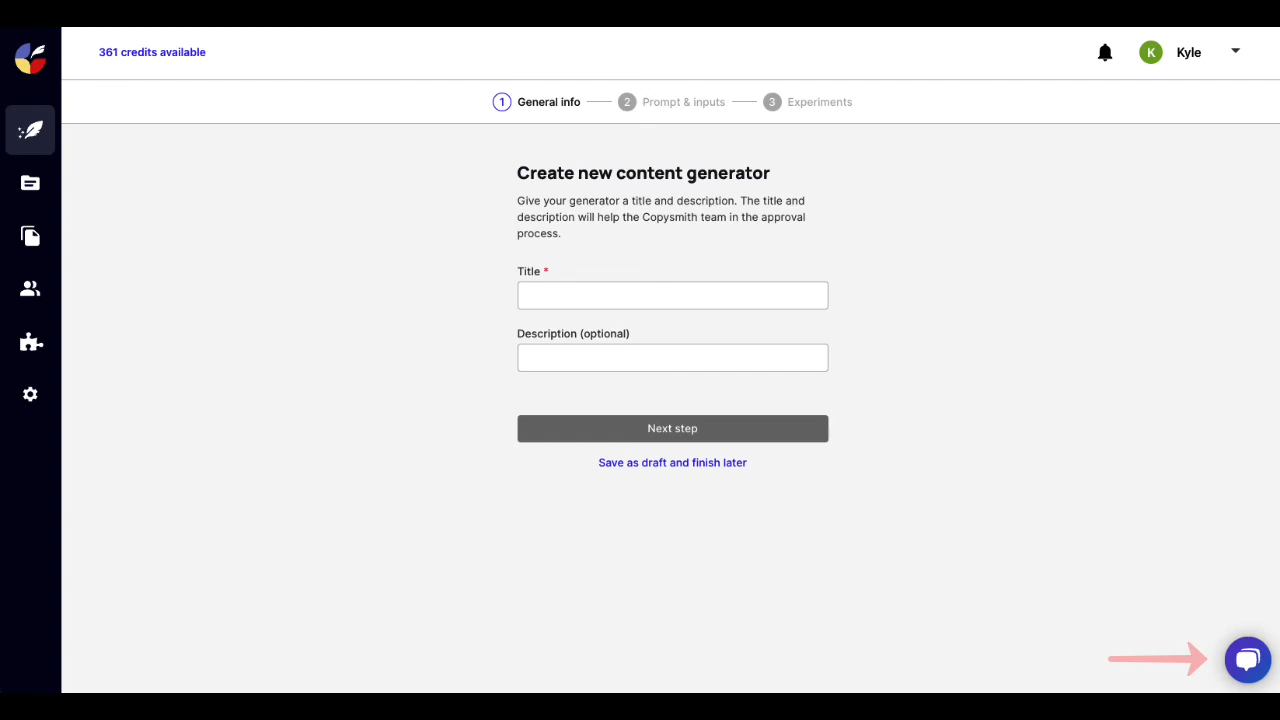 361 credits available
K Kyle
1 General info 2 Prompt & inputs 3 Experiments
Create new content generator
Give your generator a title and description. The title and
description will help the Copysmith team in the approval
process.
Title *
Description (optional)
Next step
Save as draft and finish later